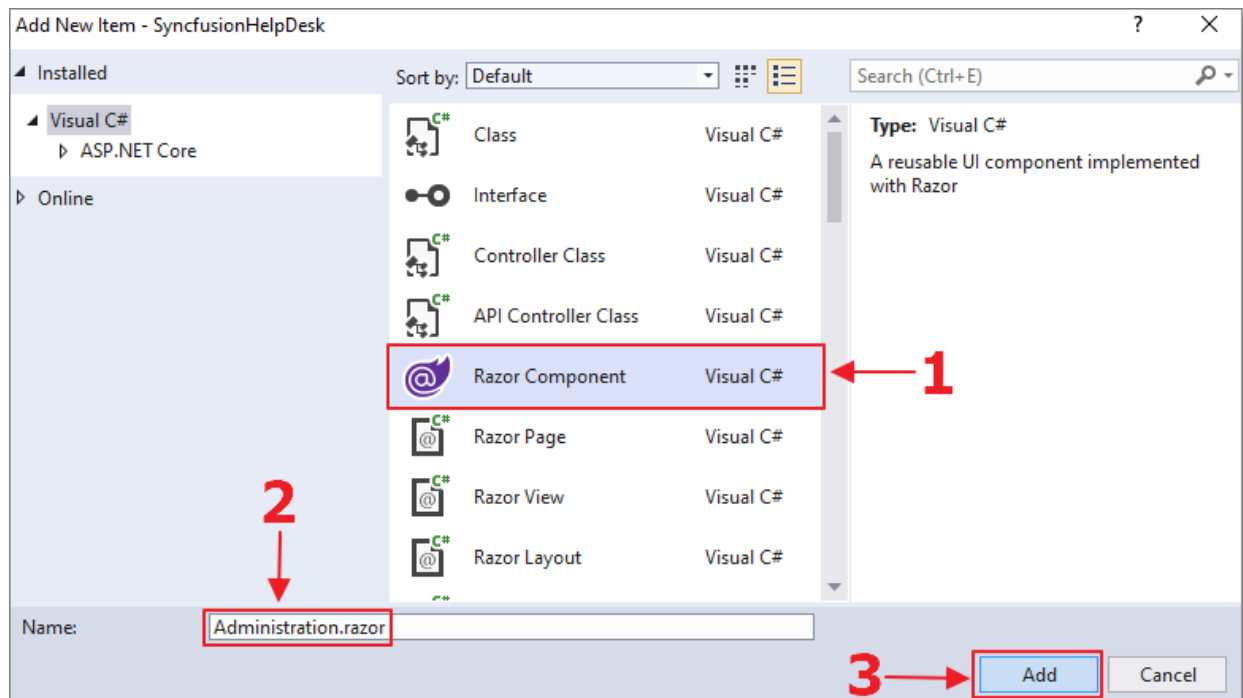 Add New Item - SyncfusionHelpDesk ? X
Installed
Sort by: Default
Search (Ctrl+E)
Visual C#
ASP.NET Core
Online
C# Class Visual C#
Interface Visual C#
C# Controller Class Visual C#
C# API Controller Class Visual C#
@ Razor Component Visual C#
C# @ Razor Page Visual C#
C# @ Razor View Visual C#
C# @ Razor Layout Visual C#
Type: Visual C#
A reusable UI component implemented
with Razor
1
2
Name: Administration.razor
3
Add Cancel